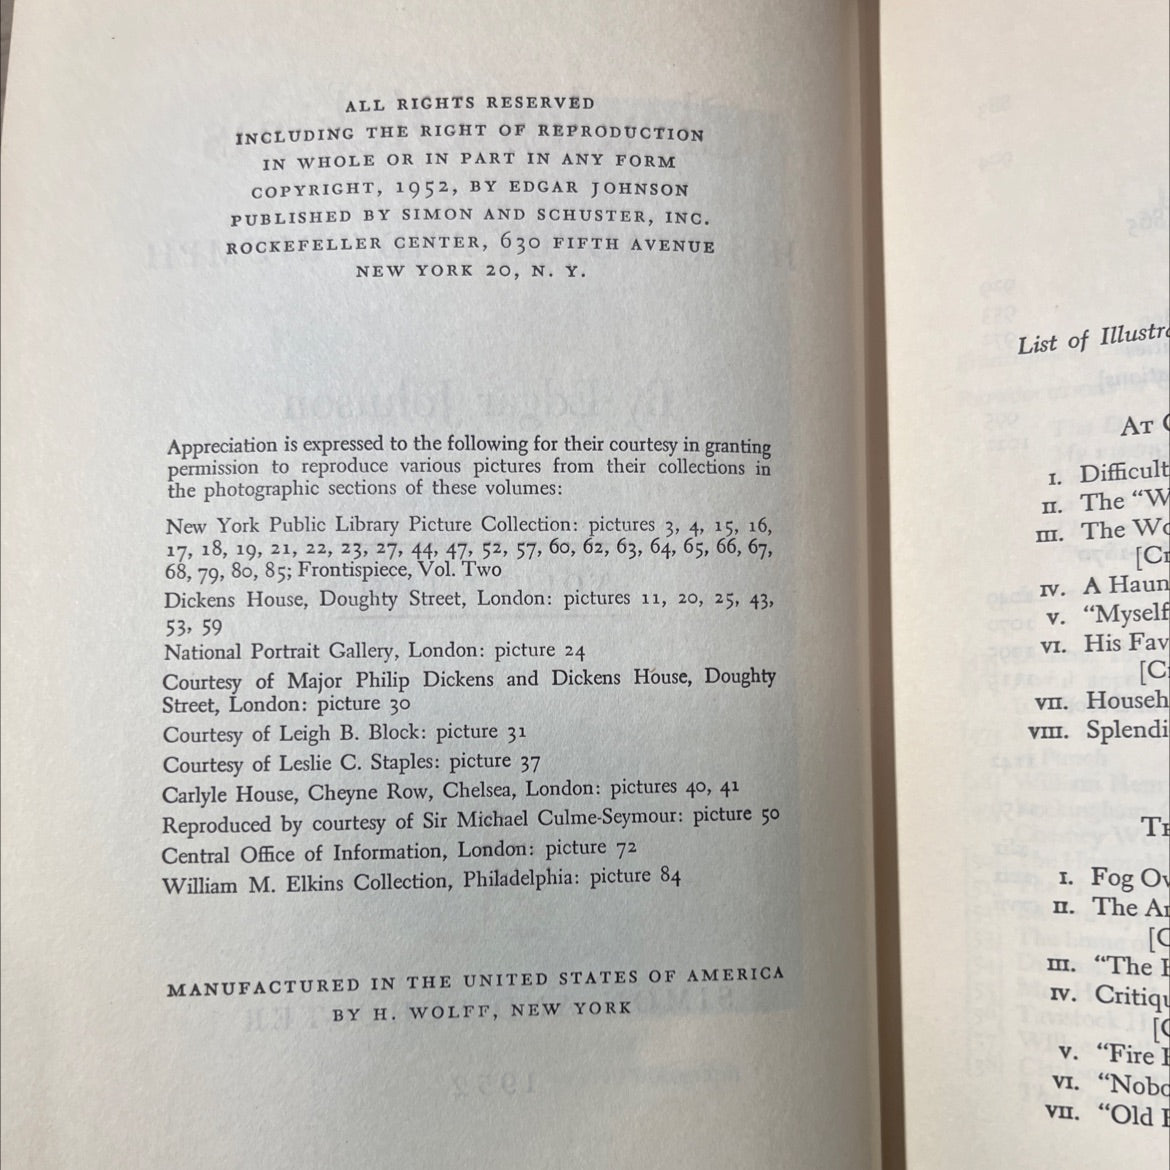 ALL RIGHTS RESERVED
INCLUDING THE RIGHT OF REPRODUCTION
IN WHOLE OR IN PART IN ANY FORM
COPYRIGHT, 1952, BY EDGAR JOHNSON
PUBLISHED BY SIMON AND SCHUSTER, INC.
ROCKEFELLER CENTER, 630 FIFTH AVENUE
NEW YORK 20, N. Y.
Appreciation is expressed to the following for their courtesy in granting
permission to reproduce various pictures from their collections in
the photographic sections of these volumes:
New York Public Library Picture Collection: pictures 3, 4, 15, 16,
17, 18, 19, 21, 22, 23, 27, 44, 47, 52, 57, 60, 62, 63, 64, 65, 66, 67,
68, 79, 80, 85; Frontispiece, Vol. Two
Dickens House, Doughty Street, London: pictures 11, 20, 25, 43,
53, 59
National Portrait Gallery, London: picture 24
Courtesy of Major Philip Dickens and Dickens House, Doughty
Street, London: picture 30
Courtesy of Leigh B. Block: picture 31
Courtesy of Leslie C. Staples: picture 37
Carlyle House, Cheyne Row, Chelsea, London: pictures 40, 41
Reproduced by courtesy of Sir Michael Culme-Seymour: picture 50
Central Office of Information, London: picture 72
William M. Elkins Collection, Philadelphia: picture 84
MANUFACTURED IN THE UNITED STATES OF AMERICA
BY H. WOLFF, NEW YORK
List of Illustra
AT
I. Difficult
II. The "W
III. The Wo
[Cr
IV. A Haun
V. "Myself
VI. His Fav
[C
VII. Househ
VIII. Splendi
I. Fog Ov
II. The
[C
III. "The
IV. Critiqu
[C
V. "Fire
VI. "Nobo
VII. "Old